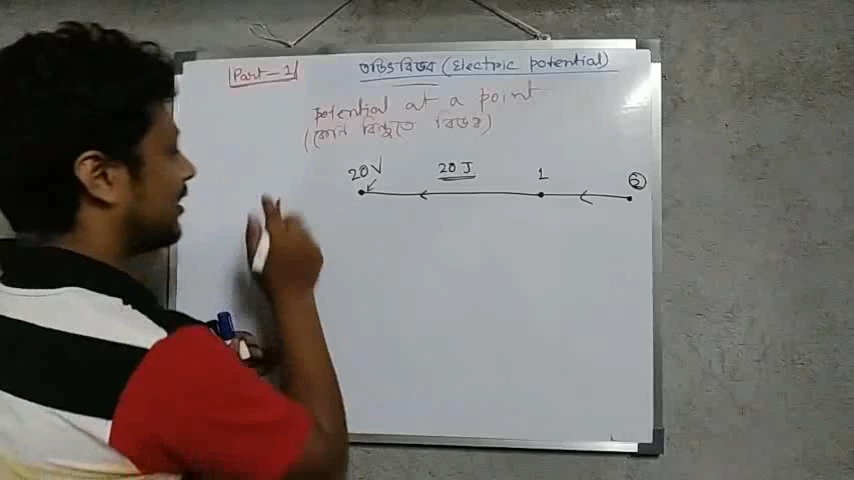 Part-1
তড়িৎবিভব (Electric potential)
potential at a point
(কোন বিন্দুতে বিভব)
20V 20 J 1 2